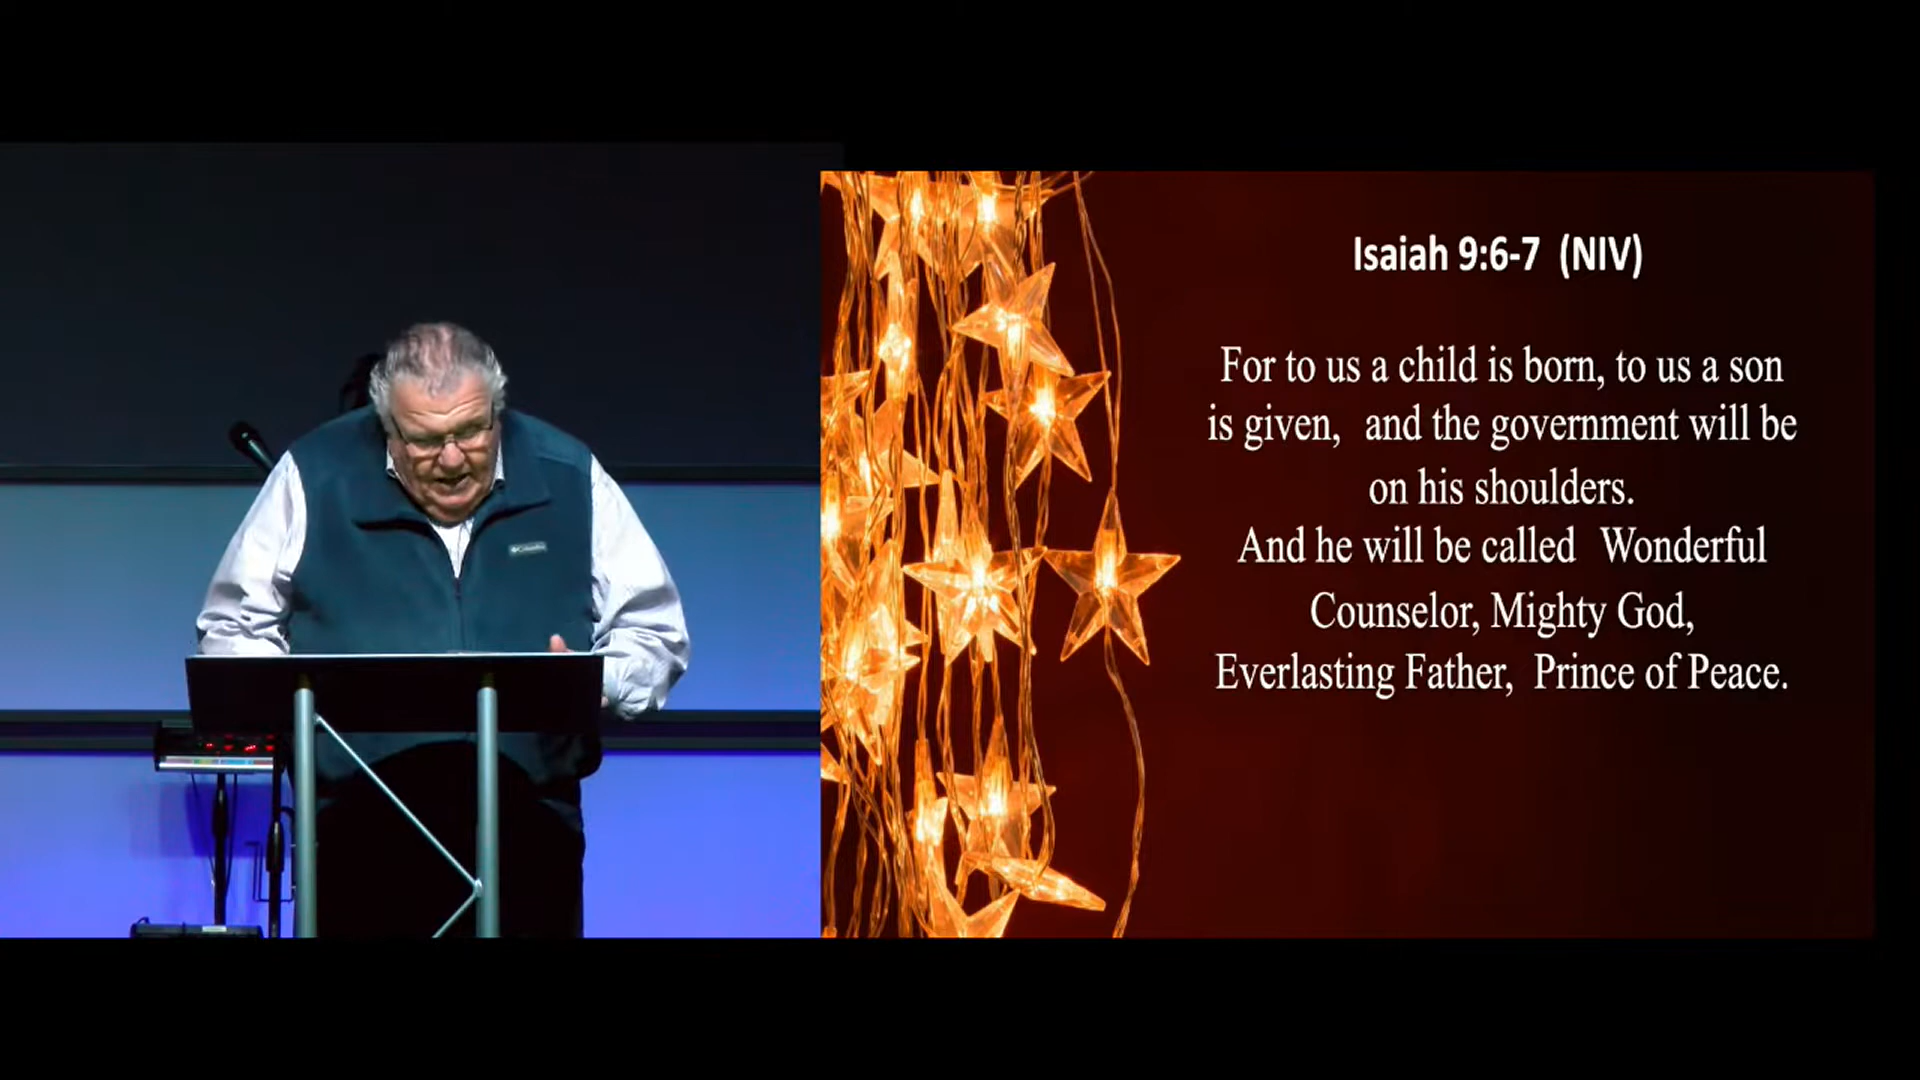 Isaiah 9:6-7 (NIV)
For to us a child is born, to us a son
is given, and the government will be
on his shoulders.
And he will be called Wonderful
Counselor, Mighty God,
Everlasting Father, Prince of Peace.
Columbia